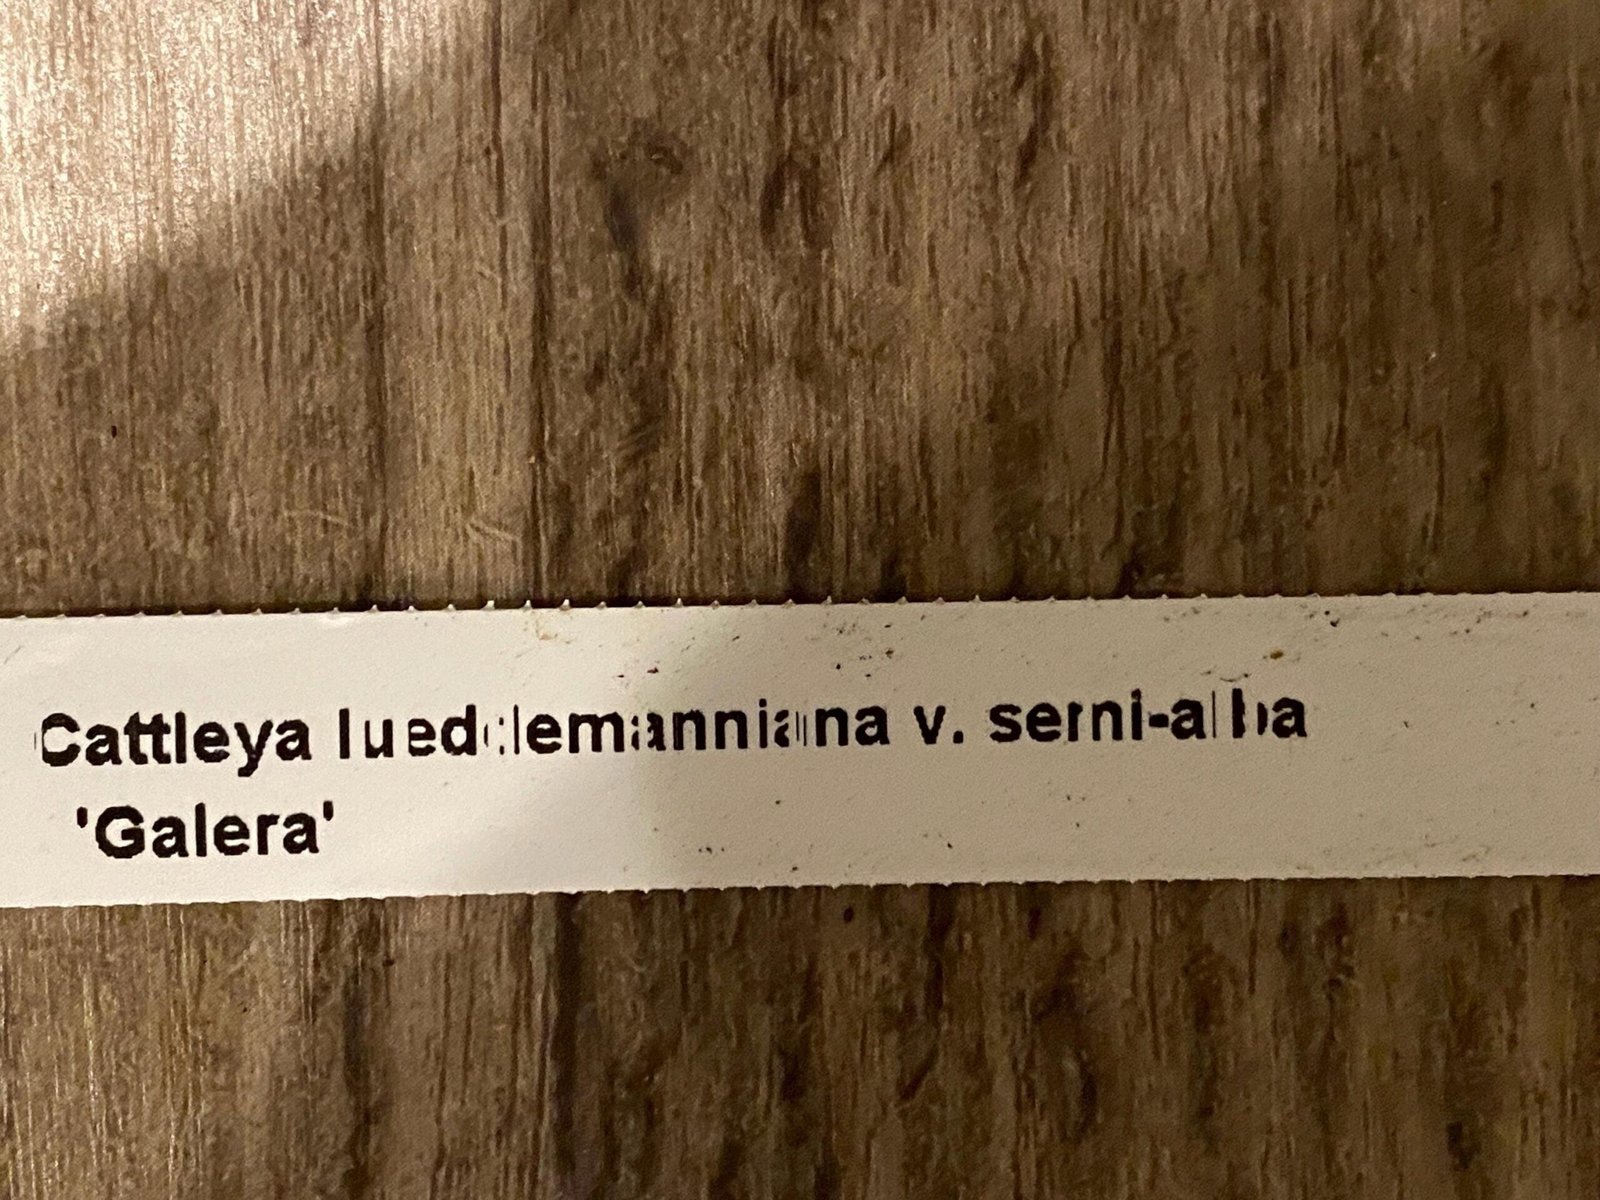 Cattleya lueddemanniana v. semi-alba
'Galera'